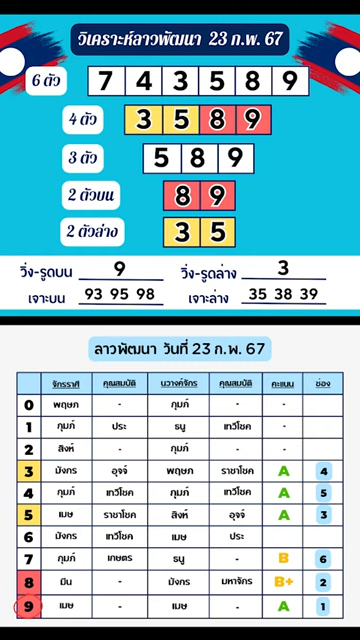 วิเคราะห์ลาวพัฒนา 23 ก.พ. 67
6 ตัว 7 4 3 5 8 9
4 ตัว 3 5 8 9
3 ตัว 5 8 9
2 ตัวบน 8 9
2 ตัวล่าง 3 5
วิ่ง-รูดบน 9 วิ่ง-รูดล่าง 3
เจาะบน 93 95 98 เจาะล่าง 35 38 39
ลาวพัฒนา วันที่ 23 ก.พ. 67
จักรราศี คุณสมบัติ นวางค์จักร คุณสมบัติ คะแนน ช่อง
0 พฤษภ - กุมภ์ - -
1 กุมภ์ ประ ธนู เทวีโชค -
2 สิงห์ - กุมภ์ - -
3 มังกร อุจจ์ พฤษภ ราชาโชค A 4
4 กุมภ์ เทวีโชค กุมภ์ เทวีโชค A 5
5 เมษ ราชาโชค สิงห์ อุจจ์ A 3
6 มังกร เทวีโชค เมษ ประ
7 กุมภ์ เกษตร ธนู - B 6
8 มีน - มังกร มหาจักร B+ 2
9 เมษ - เมษ - A 1